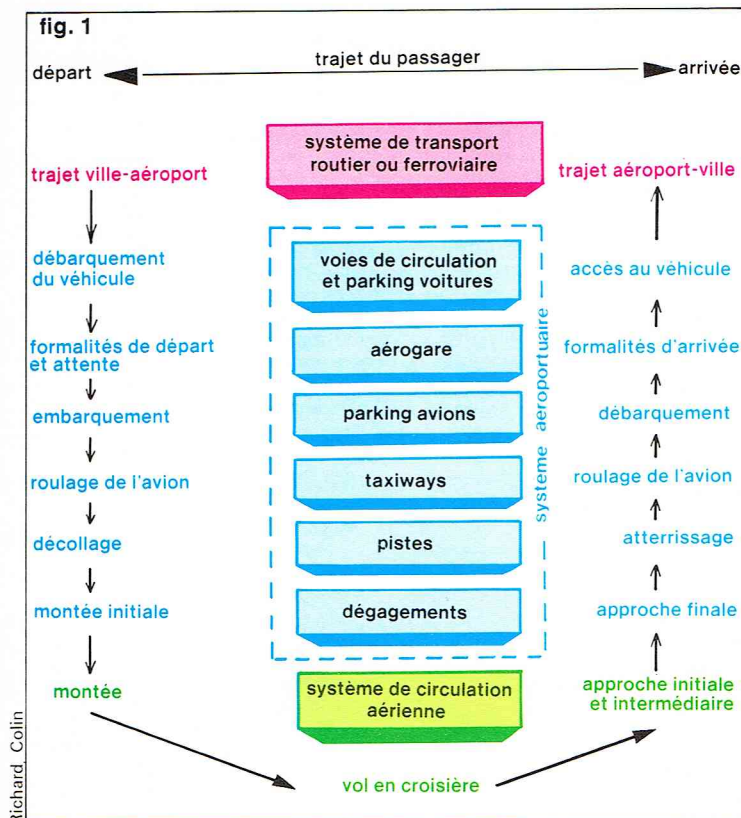 fig. 1
départ
trajet du passager
arrivée
trajet ville-aéroport
système de transport
routier ou ferroviaire
trajet aéroport-ville
débarquement
du véhicule
voies de circulation
et parking voitures
accès au véhicule
formalités de départ
et attente
aérogare
formalités d'arrivée
embarquement
parking avions
débarquement
roulage de l'avion
taxiways
roulage de l'avion
décollage
pistes
atterrissage
montée initiale
dégagements
approche finale
système aeroportuaire
montée
système de circulation
aérienne
approche initiale
et intermédiaire
vol en croisière
Richard Colin